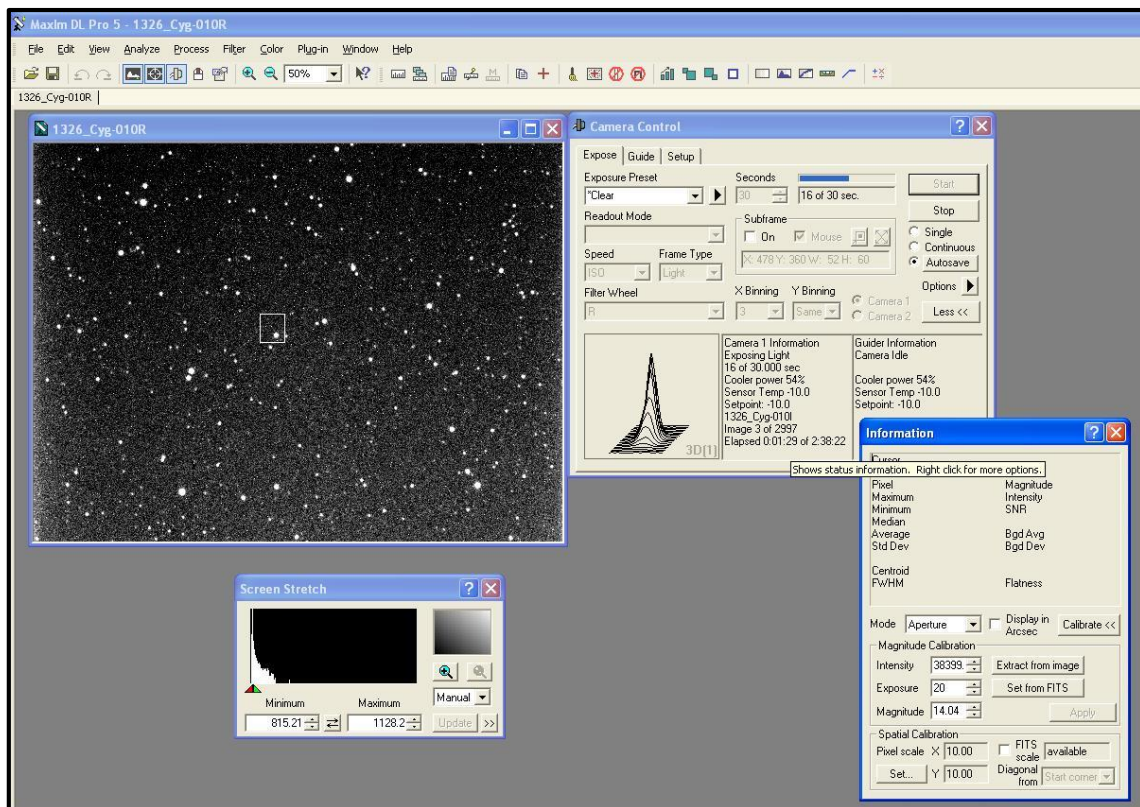 MaxIm DL Pro 5 - 1326_Cyg-010R
File Edit View Analyze Process Filter Color Plug-in Window Help
50%
1326_Cyg-010R
1326_Cyg-010R
Camera Control
Expose Guide Setup
Exposure Preset
*Clear
Seconds
30
16 of 30 sec.
Start
Stop
Readout Mode
Subframe
On Mouse
X: 478 Y: 360 W: 52 H: 60
Single
Continuous
Autosave
Speed Frame Type
ISO Light
Options
Filter Wheel
R
X Binning Y Binning
3 Same
Camera 1
Camera 2
Less <<
3D[1]
Camera 1 Information
Exposing Light
16 of 30.000 sec
Cooler power 54%
Sensor Temp -10.0
Setpoint: -10.0
1326_Cyg-010I
Image 3 of 2997
Elapsed 0:01:29 of 2:38:22
Guider Information
Camera Idle
Cooler power 54%
Sensor Temp -10.0
Setpoint: -10.0
Shows status information. Right click for more options.
Information
Pixel Magnitude
Maximum Intensity
Minimum SNR
Median
Average Bgd Avg
Std Dev Bgd Dev
Centroid
FWHM Flatness
Mode Aperture Display in Arcsec Calibrate <<
Magnitude Calibration
Intensity 38399. Extract from image
Exposure 20 Set from FITS
Magnitude 14.04 Apply
Spatial Calibration
Pixel scale X 10.00 FITS scale available
Set... Y 10.00 Diagonal from Start corner
Screen Stretch
Manual
Minimum Maximum
815.21 1128.2 Update >>